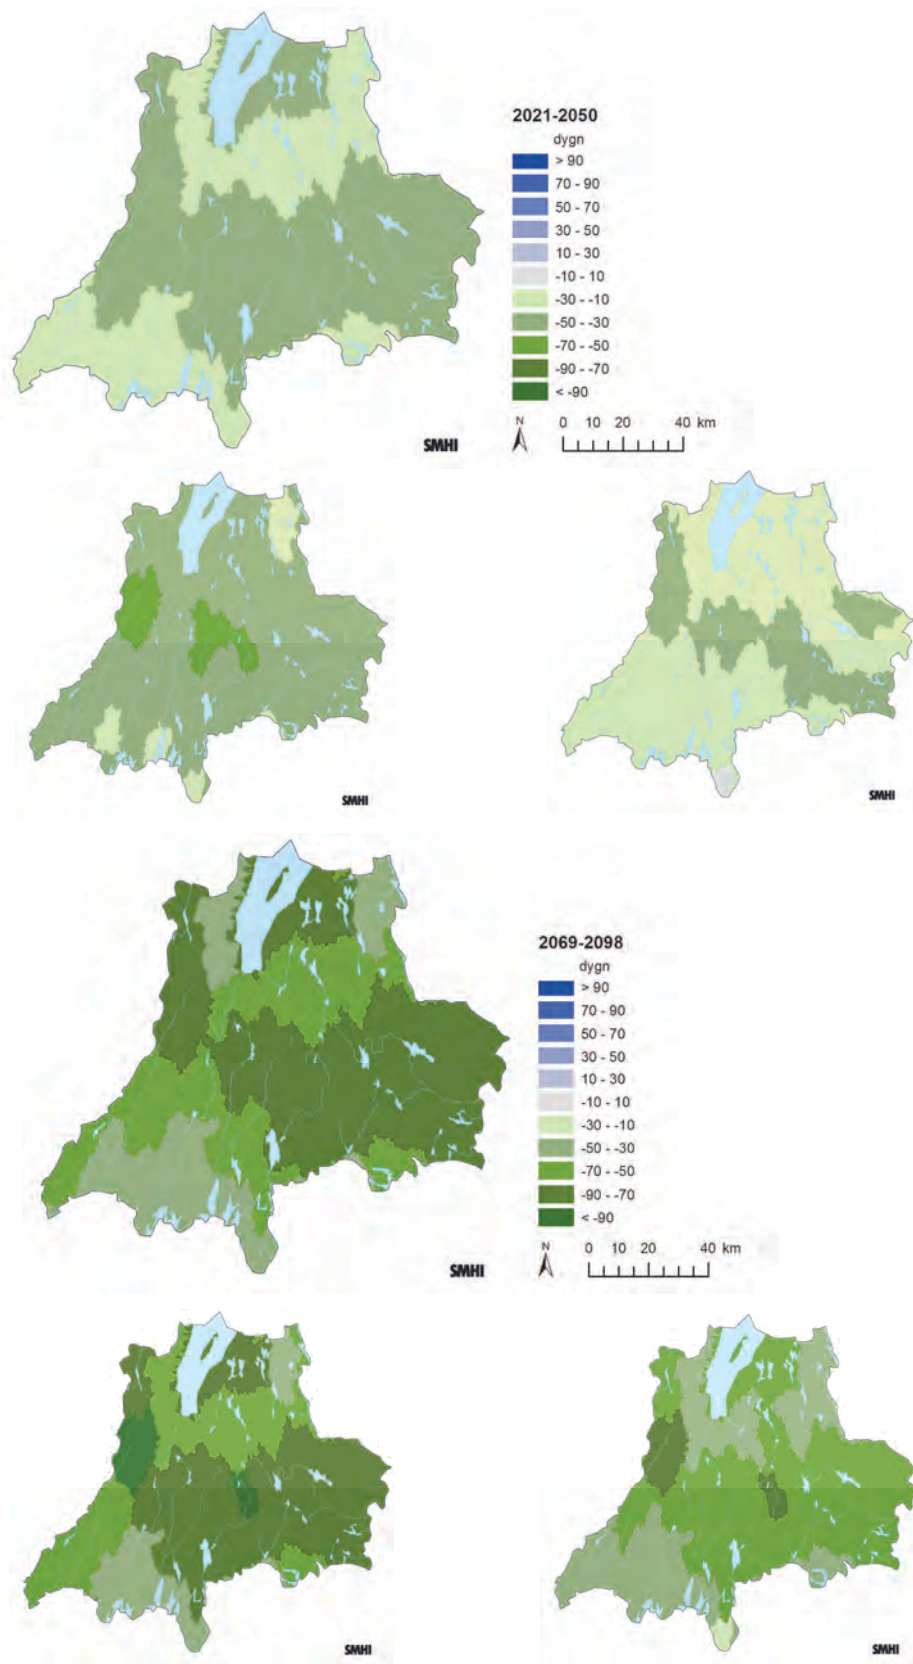 2021-2050
dygn
> 90
70 - 90
50 - 70
30 - 50
10 - 30
-10 - 10
-30 - -10
-50 - -30
-70 - -50
-90 - -70
< -90
N
0 10 20 40 km
SMHI
SMHI
SMHI
2069-2098
dygn
> 90
70 - 90
50 - 70
30 - 50
10 - 30
-10 - 10
-30 - -10
-50 - -30
-70 - -50
-90 - -70
< -90
N
0 10 20 40 km
SMHI
SMHI
SMHI